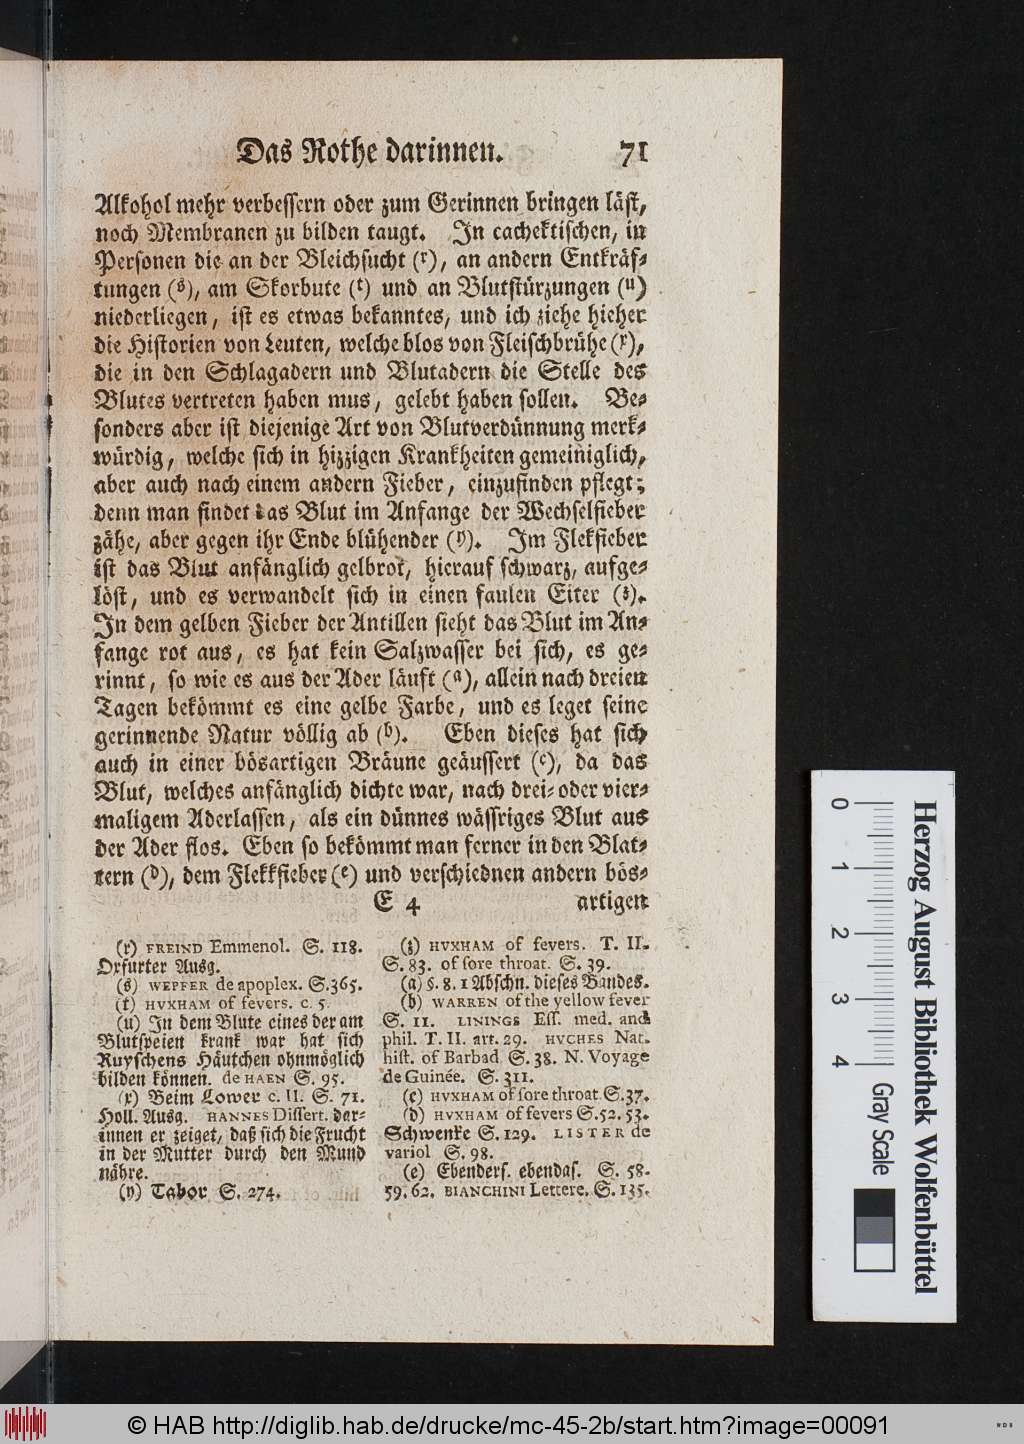 Das Rothe darinnen. 71
Alkohol mehr verbessern oder zum Gerinnen bringen läst,
noch Membranen zu bilden taugt. In cachektischen, in
Personen die an der Bleichsucht (r), an andern Entkräf-
tungen (s), am Skorbute (t) und an Blutstürzungen (u)
niederliegen, ist es etwas bekanntes, und ich ziehe hieher
die Historien von Leuten, welche blos von Fleischbrühe (x),
die in den Schlagadern und Blutadern die Stelle des
Blutes vertreten haben mus, gelebt haben sollen. Be-
sonders aber ist diejenige Art von Blutverdünnung merk-
würdig, welche sich in hizzigen Krankheiten gemeiniglich,
aber auch nach einem andern Fieber, einzufinden pflegt;
denn man findet das Blut im Anfange der Wechselfieber
zähe, aber gegen ihr Ende blühender (y). Im Flekfieber
ist das Blut anfänglich gelbrot, hierauf schwarz, aufge-
löst, und es verwandelt sich in einen faulen Eiter (z).
In dem gelben Fieber der Antillen sieht das Blut im An-
fange rot aus, es hat kein Salzwasser bei sich, es ge-
rinnt, so wie es aus der Ader läuft (a), allein nach dreien
Tagen bekömmt es eine gelbe Farbe, und es leget seine
gerinnende Natur völlig ab (b). Eben dieses hat sich
auch in einer bösartigen Bräune geäussert (c), da das
Blut, welches anfänglich dichte war, nach drei- oder vier-
maligem Aderlassen, als ein dünnes wässriges Blut aus
der Ader flos. Eben so bekömmt man ferner in den Blat-
tern (d), dem Flekkfieber (e) und verschiednen andern bös-
E 4 artigen
(r) FREIND Emmenol. S. 118.
Oxfurter Ausg.
(s) WEPFER de apoplex. S. 365.
(t) HVXHAM of fevers. c. 5.
(u) In dem Blute eines der am
Blutspeien krank war hat sich
Ruyschens Häutchen ohnmöglich
bilden können. de HAEN S. 95.
(x) Beim Lower c. II. S. 71.
Holl. Ausg. HANNES Dissert. dar-
innen er zeiget, daß sich die Frucht
in der Mutter durch den Mund
nähre.
(y) Tabor S. 274.
(z) HVXHAM of fevers. T. II.
S. 83. of sore throat. S. 39.
(a) §. 8. 1 Abschn. dieses Bandes.
(b) WARREN of the yellow fever
S. 11. LININGS Ess. med. and
phil. T. II. art. 29. HVGHES Nat.
hist. of Barbad S. 38. N. Voyage
de Guinée. S. 311.
(c) HVXHAM of sore throat. S. 37.
(d) HVXHAM of fevers S. 52. 53.
Schwenke S. 129. LISTER de
variol S. 98.
(e) Ebenders. ebendas. S. 58.
59. 62. BIANCHINI Lettere. S. 135.
0 1 2 3 4
Herzog August Bibliothek Wolfenbüttel
Gray Scale
© HAB http://diglib.hab.de/drucke/mc-45-2b/start.htm?image=00091